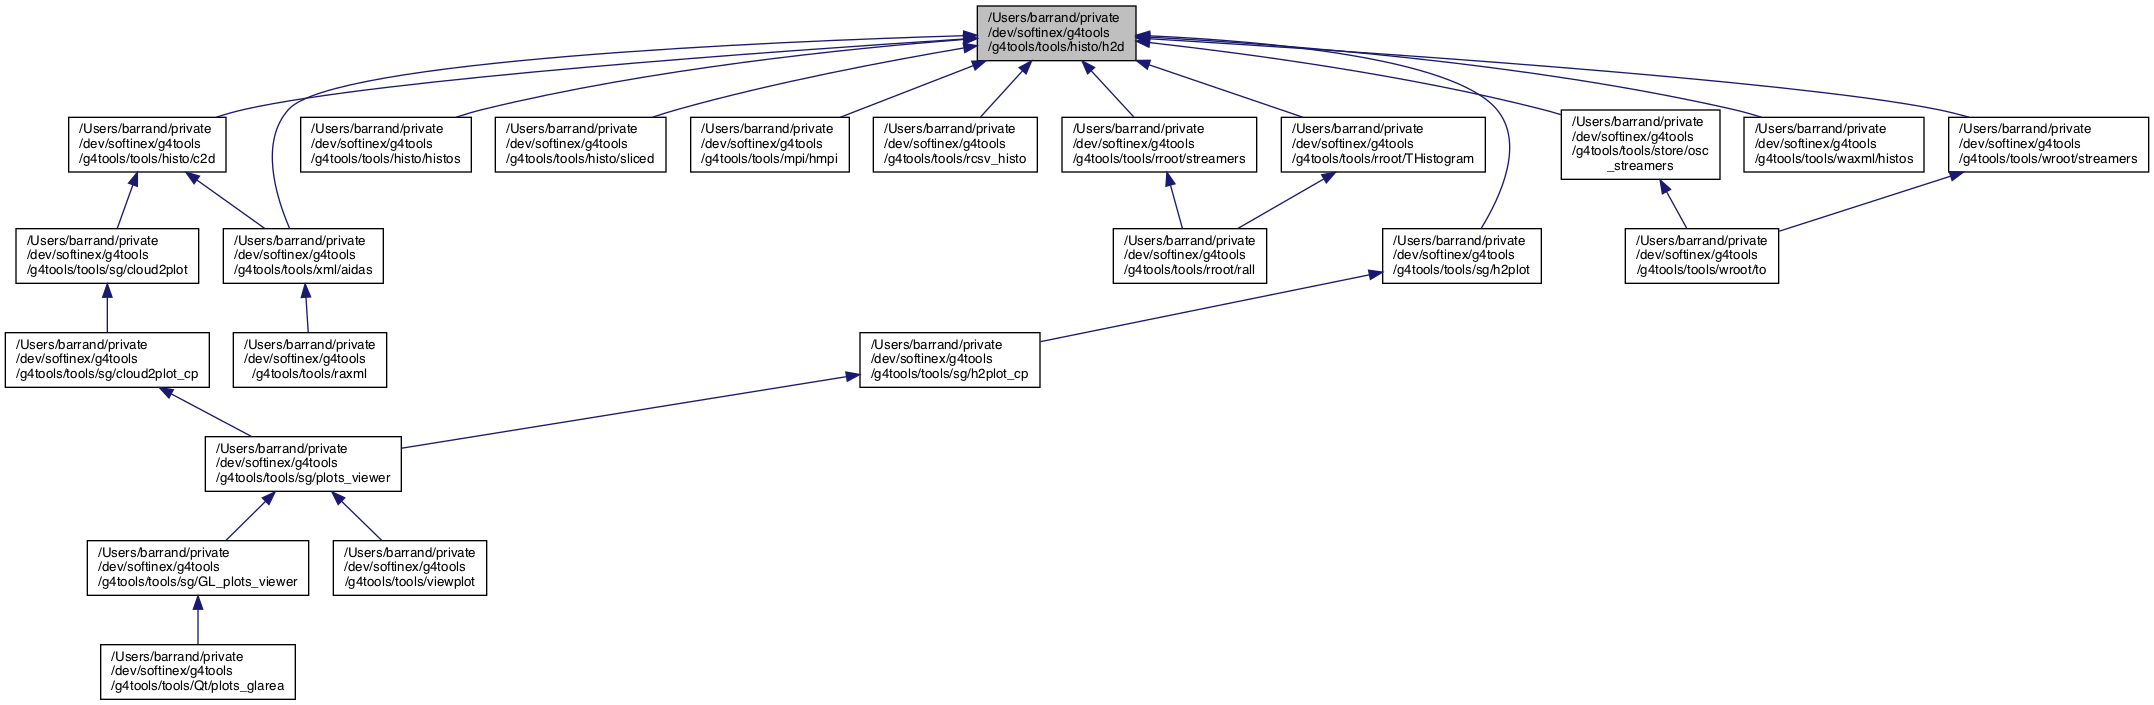 /Users/barrand/private
/dev/softinex/g4tools
/g4tools/tools/histo/h2d
/Users/barrand/private
/dev/softinex/g4tools
/g4tools/tools/histo/c2d
/Users/barrand/private
/dev/softinex/g4tools
/g4tools/tools/histo/histos
/Users/barrand/private
/dev/softinex/g4tools
/g4tools/tools/histo/sliced
/Users/barrand/private
/dev/softinex/g4tools
/g4tools/tools/mpi/hmpi
/Users/barrand/private
/dev/softinex/g4tools
/g4tools/tools/rcsv_histo
/Users/barrand/private
/dev/softinex/g4tools
/g4tools/tools/rroot/streamers
/Users/barrand/private
/dev/softinex/g4tools
/g4tools/tools/rroot/THistogram
/Users/barrand/private
/dev/softinex/g4tools
/g4tools/tools/store/osc
_streamers
/Users/barrand/private
/dev/softinex/g4tools
/g4tools/tools/waxml/histos
/Users/barrand/private
/dev/softinex/g4tools
/g4tools/tools/wroot/streamers
/Users/barrand/private
/dev/softinex/g4tools
/g4tools/tools/sg/cloud2plot
/Users/barrand/private
/dev/softinex/g4tools
/g4tools/tools/xml/aidas
/Users/barrand/private
/dev/softinex/g4tools
/g4tools/tools/rroot/rall
/Users/barrand/private
/dev/softinex/g4tools
/g4tools/tools/sg/h2plot
/Users/barrand/private
/dev/softinex/g4tools
/g4tools/tools/wroot/to
/Users/barrand/private
/dev/softinex/g4tools
/g4tools/tools/sg/cloud2plot_cp
/Users/barrand/private
/dev/softinex/g4tools
/g4tools/tools/raxml
/Users/barrand/private
/dev/softinex/g4tools
/g4tools/tools/sg/h2plot_cp
/Users/barrand/private
/dev/softinex/g4tools
/g4tools/tools/sg/plots_viewer
/Users/barrand/private
/dev/softinex/g4tools
/g4tools/tools/sg/GL_plots_viewer
/Users/barrand/private
/dev/softinex/g4tools
/g4tools/tools/viewplot
/Users/barrand/private
/dev/softinex/g4tools
/g4tools/tools/Qt/plots_glarea